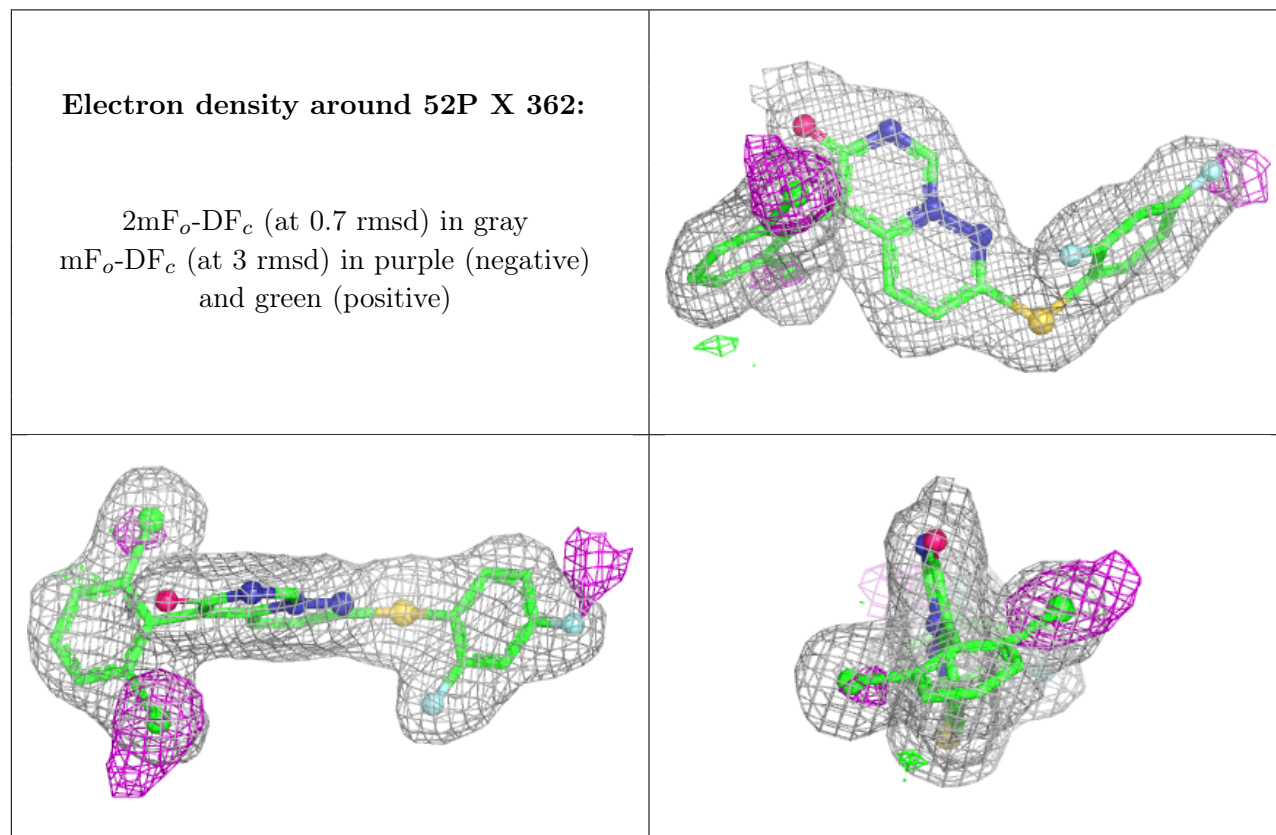 Electron density around 52P X 362:
2mFo-DFc (at 0.7 rmsd) in gray
mFo-DFc (at 3 rmsd) in purple (negative)
and green (positive)